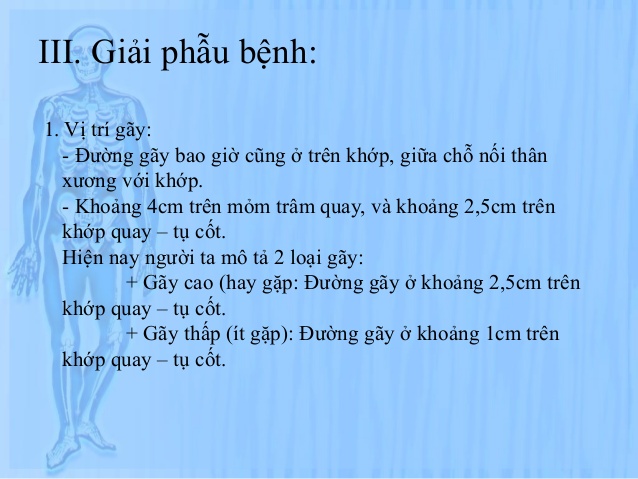 III. Giải phẫu bệnh:
1. Vị trí gãy:
- Đường gãy bao giờ cũng ở trên khớp, giữa chỗ nối thân
xương với khớp.
- Khoảng 4cm trên mỏm trâm quay, và khoảng 2,5cm trên
khớp quay – tụ cốt.
Hiện nay người ta mô tả 2 loại gãy:
+ Gãy cao (hay gặp: Đường gãy ở khoảng 2,5cm trên
khớp quay – tụ cốt.
+ Gãy thấp (ít gặp): Đường gãy ở khoảng 1cm trên
khớp quay – tụ cốt.